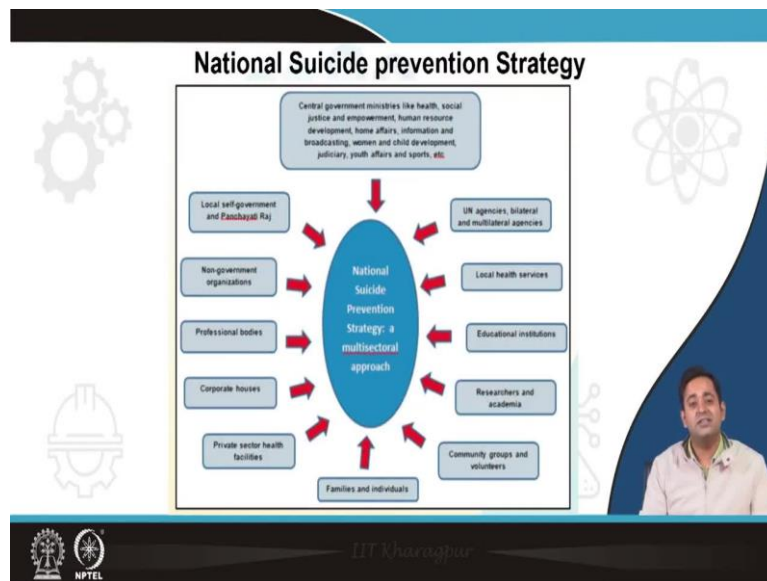 National Suicide prevention Strategy
Central government ministries like health, social
justice and empowerment, human resource
development, home affairs, information and
broadcasting, women and child development,
judiciary, youth affairs and sports, etc
Local self-government
and Panchayati Raj
UN agencies, bilateral
and multilateral agencies
Non-government
organizations
Local health services
Professional bodies
Educational institutions
Corporate houses
Researchers and
academia
Private sector health
facilities
Community groups and
volunteers
Families and individuals
National
Suicide
Prevention
Strategy: a
multisectoral
approach
IIT Kharagpur
NPTEL